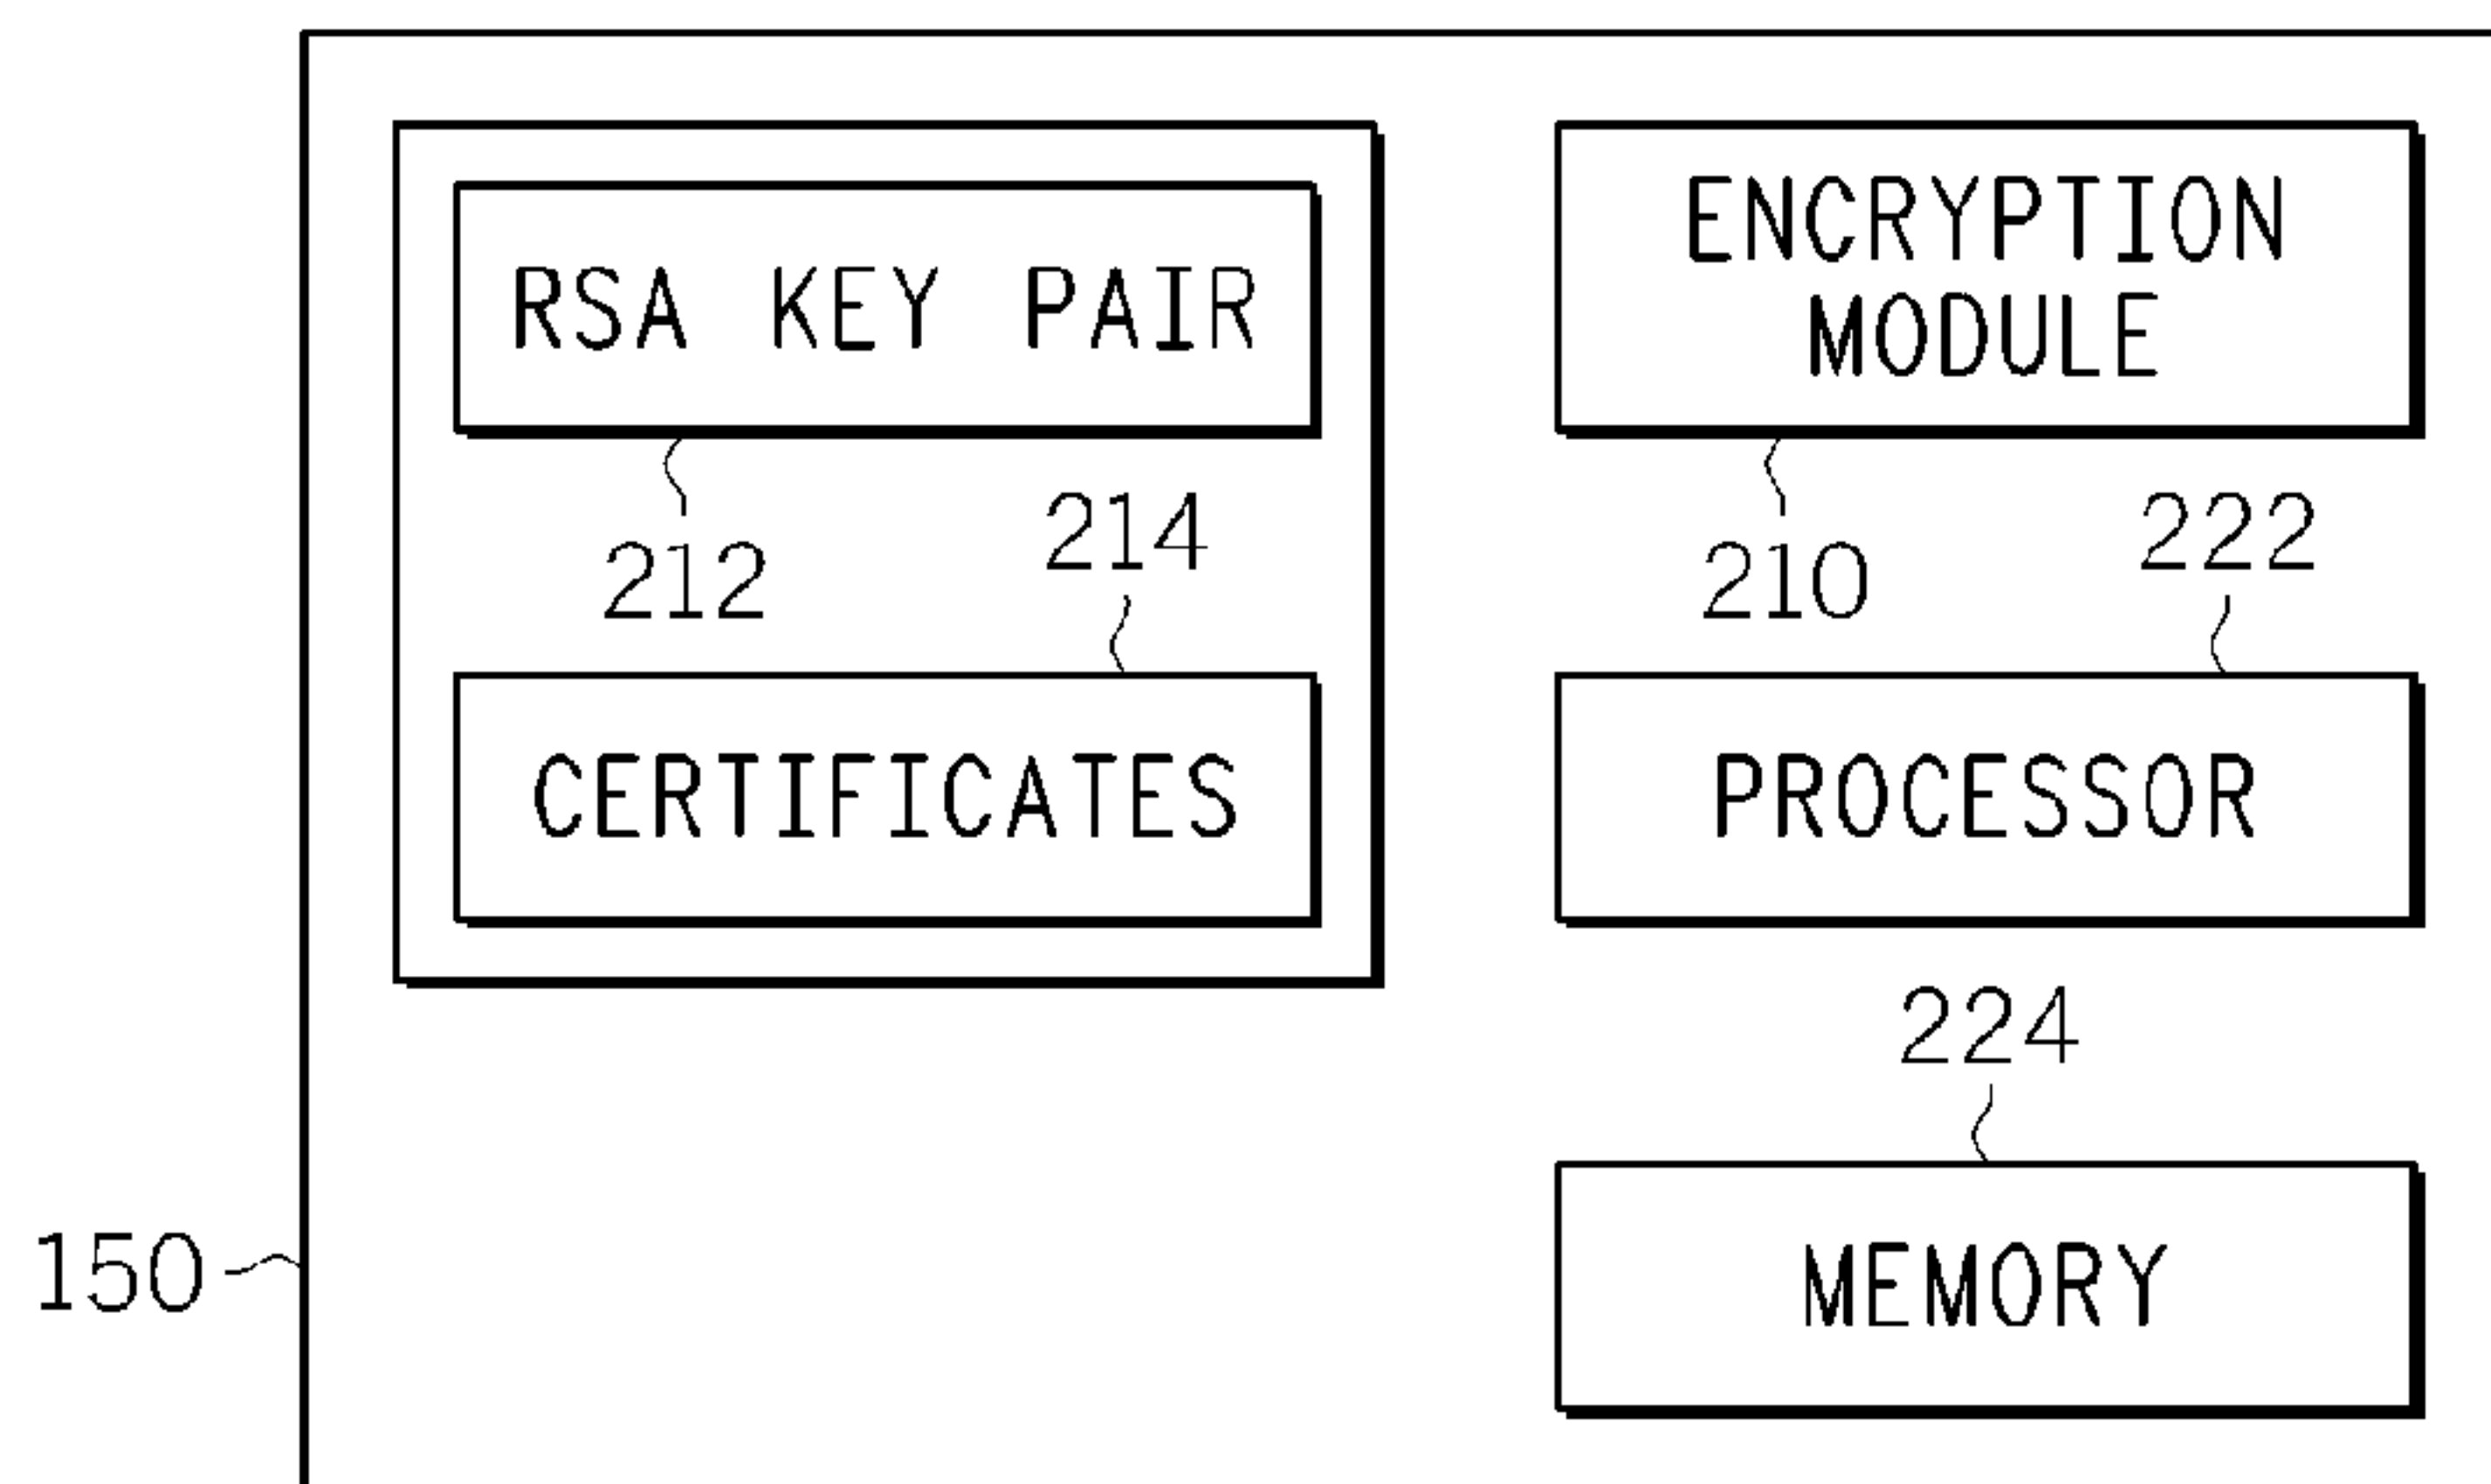 RSA KEY PAIR
212
214
CERTIFICATES
ENCRYPTION
MODULE
210
222
PROCESSOR
224
MEMORY
150